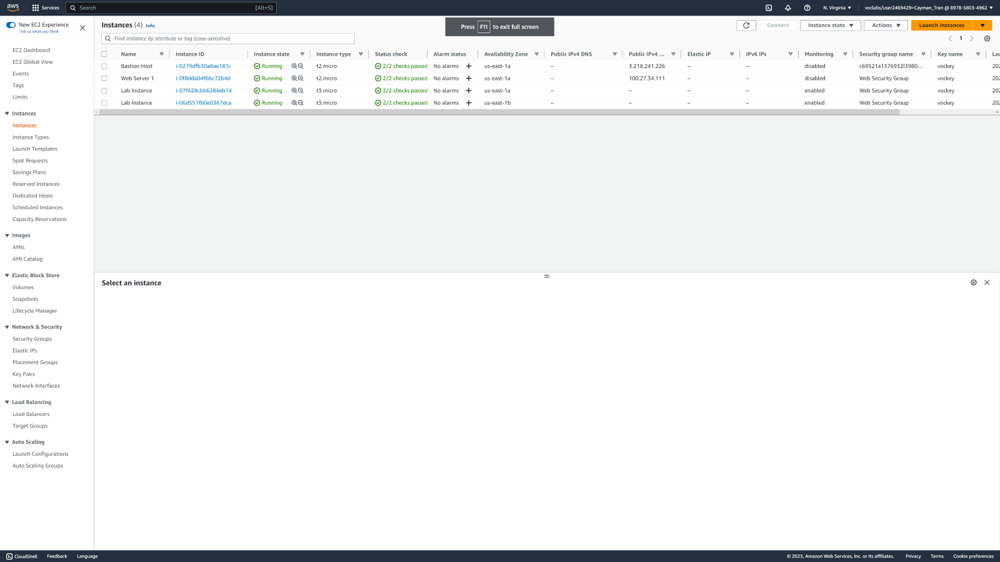 aws Services Search [Alt+S] N. Virginia voclabs/user2469429=Cayman_Tran @ 8978-5803-4962
New EC2 Experience
Tell us what you think
EC2 Dashboard
EC2 Global View
Events
Tags
Limits
Instances
Instances
Instance Types
Launch Templates
Spot Requests
Savings Plans
Reserved Instances
Dedicated Hosts
Scheduled Instances
Capacity Reservations
Images
AMIs
AMI Catalog
Elastic Block Store
Volumes
Snapshots
Lifecycle Manager
Network & Security
Security Groups
Elastic IPs
Placement Groups
Key Pairs
Network Interfaces
Load Balancing
Load Balancers
Target Groups
Auto Scaling
Launch Configurations
Auto Scaling Groups
Instances (4) Info
Press F11 to exit full screen
Connect Instance state Actions Launch instances
Find instance by attribute or tag (case-sensitive)
1
Name Instance ID Instance state Instance type Status check Alarm status Availability Zone Public IPv4 DNS Public IPv4 ... Elastic IP IPv6 IPs Monitoring Security group name Key name Lau
Bastion Host i-0279dfb30a8ae181c Running t2.micro 2/2 checks passed No alarms + us-east-1a – 3.218.241.226 – – disabled c69521a1376932l3980... vockey 202
Web Server 1 i-0f8dda04f6bc7264d Running t2.micro 2/2 checks passed No alarms + us-east-1a – 100.27.34.111 – – disabled Web Security Group vockey 202
Lab Instance i-07f428cbb6284eb14 Running t3.micro 2/2 checks passed No alarms + us-east-1a – – – – enabled Web Security Group vockey 202
Lab Instance i-06d551fb0e0367dca Running t3.micro 2/2 checks passed No alarms + us-east-1b – – – – enabled Web Security Group vockey 202
Select an instance
CloudShell Feedback Language © 2023, Amazon Web Services, Inc. or its affiliates. Privacy Terms Cookie preferences